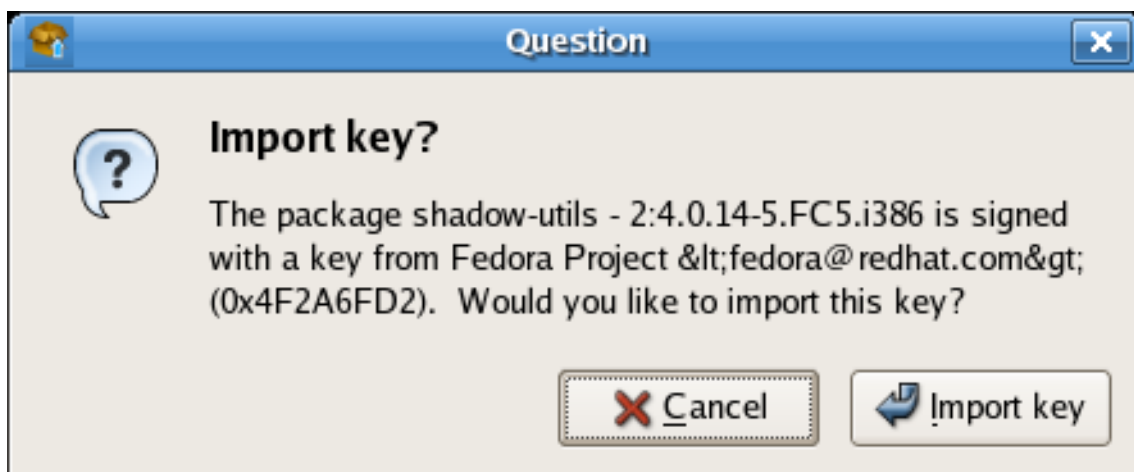 Question
Import key?
The package shadow-utils - 2:4.0.14-5.FC5.i386 is signed
with a key from Fedora Project &lt;fedora@redhat.com&gt;
(0x4F2A6FD2).  Would you like to import this key?
Cancel
Import key